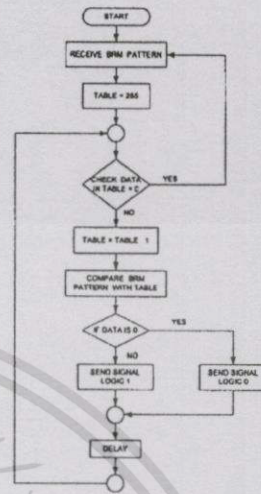 START
RECEIVE BRM PATTERN
TABLE = 255
CHECK DATA
IN TABLE = 0
YES
NO
TABLE = TABLE 1
COMPARE BRM
PATTERN WITH TABLE
IF DATA IS 0
YES
NO
SEND SIGNAL
LOGIC 1
SEND SIGNAL
LOGIC 0
DELAY